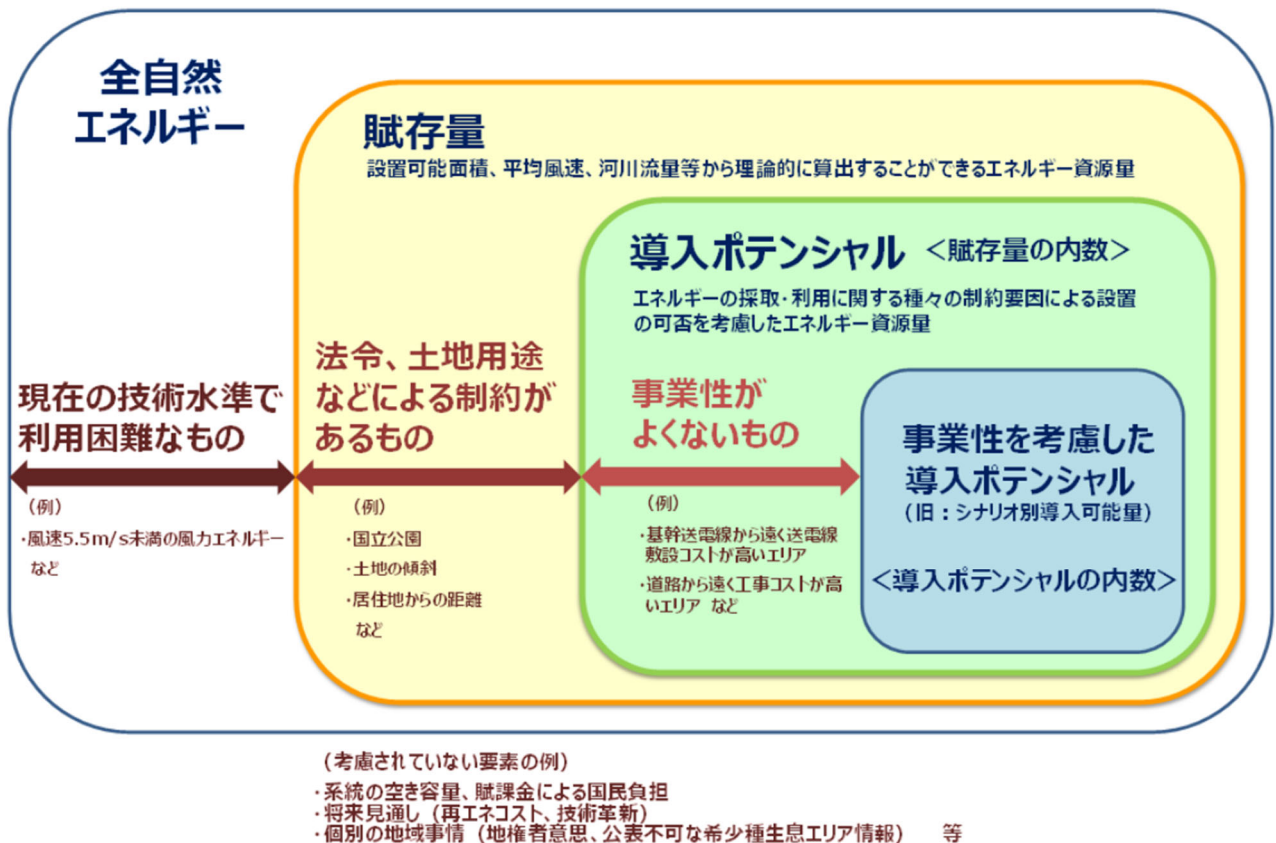 全自然
エネルギー
賦存量
設置可能面積、平均風速、河川流量等から理論的に算出することができるエネルギー資源量
導入ポテンシャル <賦存量の内数>
エネルギーの採取・利用に関する種々の制約要因による設置
の可否を考慮したエネルギー資源量
現在の技術水準で
利用困難なもの
(例)
・風速5.5m/s未満の風力エネルギー
など
法令、土地用途
などによる制約が
あるもの
(例)
・国立公園
・土地の傾斜
・居住地からの距離
など
事業性が
よくないもの
(例)
・基幹送電線から遠く送電線
敷設コストが高いエリア
・道路から遠く工事コストが高
いエリア など
事業性を考慮した
導入ポテンシャル
(旧:シナリオ別導入可能量)
<導入ポテンシャルの内数>
(考慮されていない要素の例)
・系統の空き容量、賦課金による国民負担
・将来見通し(再エネコスト、技術革新)
・個別の地域事情(地権者意思、公表不可な希少種生息エリア情報) 等